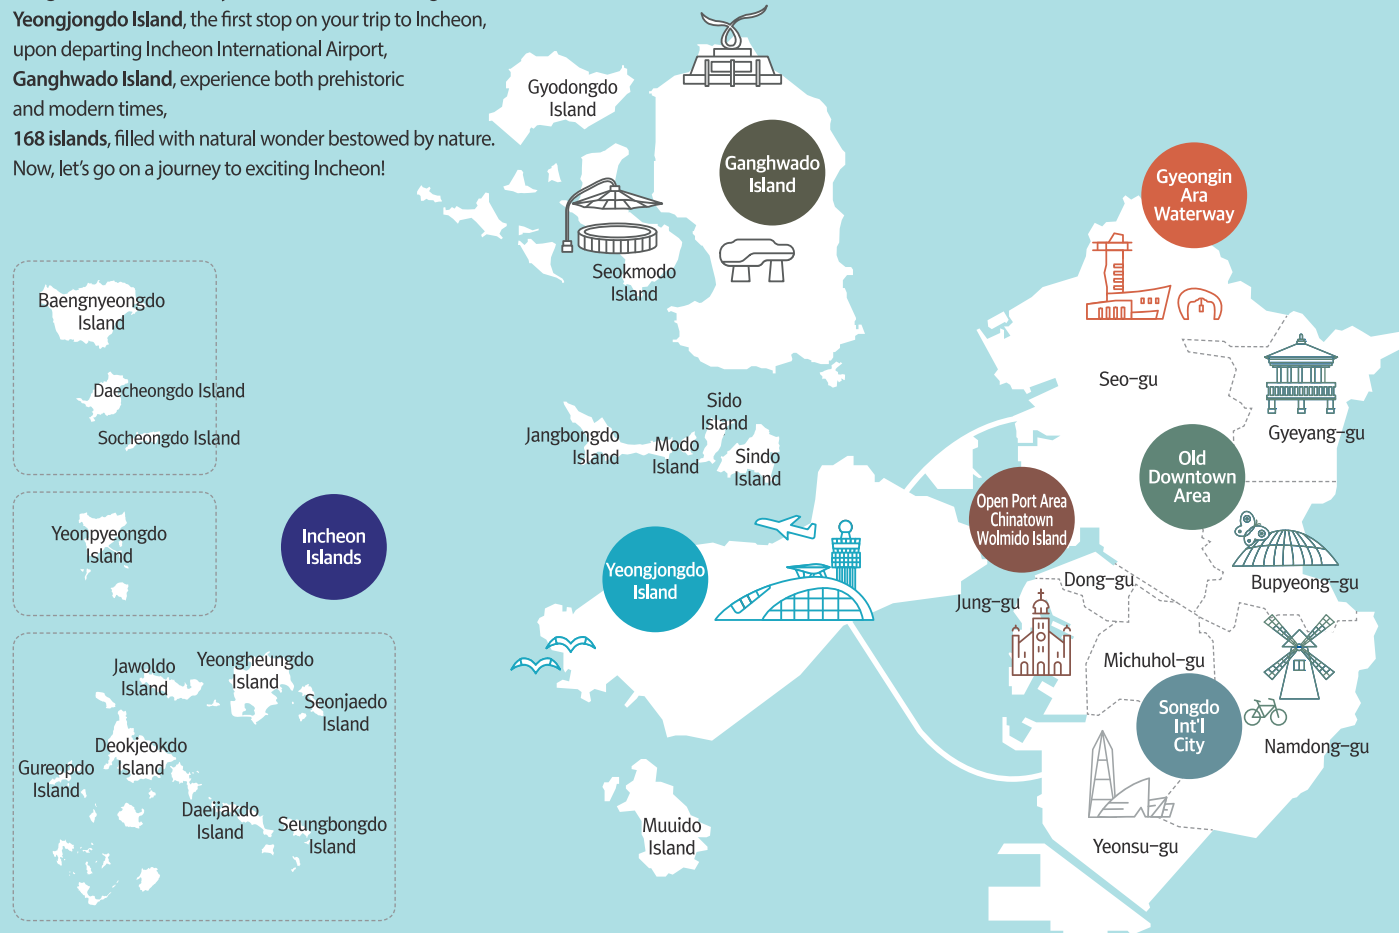 Yeongjongdo Island, the first stop on your trip to Incheon,
upon departing Incheon International Airport,
Ganghwado Island, experience both prehistoric
and modern times,
168 islands, filled with natural wonder bestowed by nature.
Now, let's go on a journey to exciting Incheon!
Gyodongdo
Island
Ganghwado
Island
Gyeongin
Ara
Waterway
Seokmodo
Island
Baengnyeongdo
Island
Daecheongdo Island
Socheongdo Island
Seo-gu
Gyeyang-gu
Sido
Island
Jangbongdo
Island
Modo
Island
Sindo
Island
Old
Downtown
Area
Open Port Area
Chinatown
Wolmido Island
Yeonpyeongdo
Island
Incheon
Islands
Yeongjongdo
Island
Dong-gu
Bupyeong-gu
Jung-gu
Michuhol-gu
Jawoldo
Island
Yeongheungdo
Island
Seonjaedo
Island
Songdo
Int'l
City
Namdong-gu
Deokjeokdo
Island
Gureopdo
Island
Daeijakdo
Island
Seungbongdo
Island
Muuido
Island
Yeonsu-gu